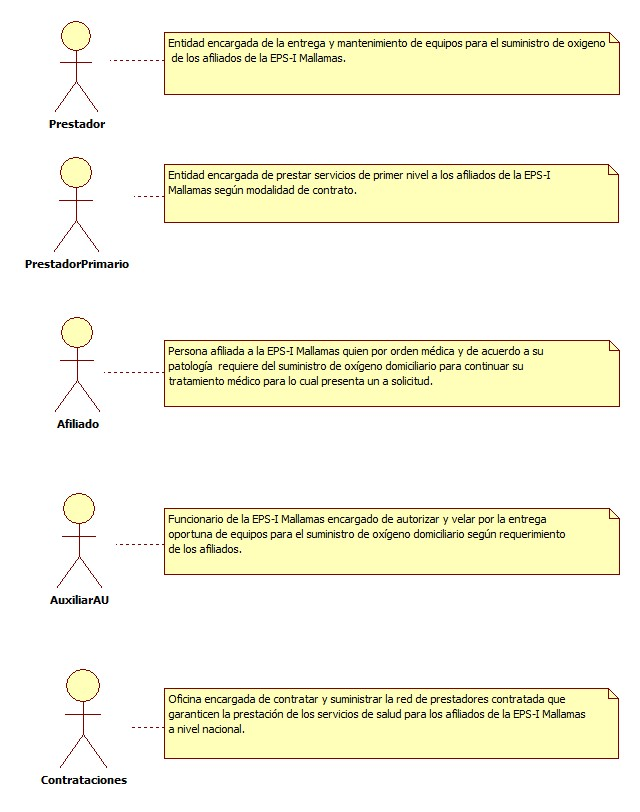 Entidad encargada de la entrega y mantenimiento de equipos para el suministro de oxigeno
de los afiliados de la EPS-I Mallamas.
Prestador
Entidad encargada de prestar servicios de primer nivel a los afiliados de la EPS-I
Mallamas según modalidad de contrato.
PrestadorPrimario
Persona afiliada a la EPS-I Mallamas quien por orden médica y de acuerdo a su
patología requiere del suministro de oxígeno domiciliario para continuar su
tratamiento médico para lo cual presenta un a solicitud.
Afiliado
Funcionario de la EPS-I Mallamas encargado de autorizar y velar por la entrega
oportuna de equipos para el suministro de oxígeno domiciliario según requerimiento
de los afiliados.
AuxiliarAU
Oficina encargada de contratar y suministrar la red de prestadores contratada que
garanticen la prestación de los servicios de salud para los afiliados de la EPS-I Mallamas
a nivel nacional.
Contrataciones